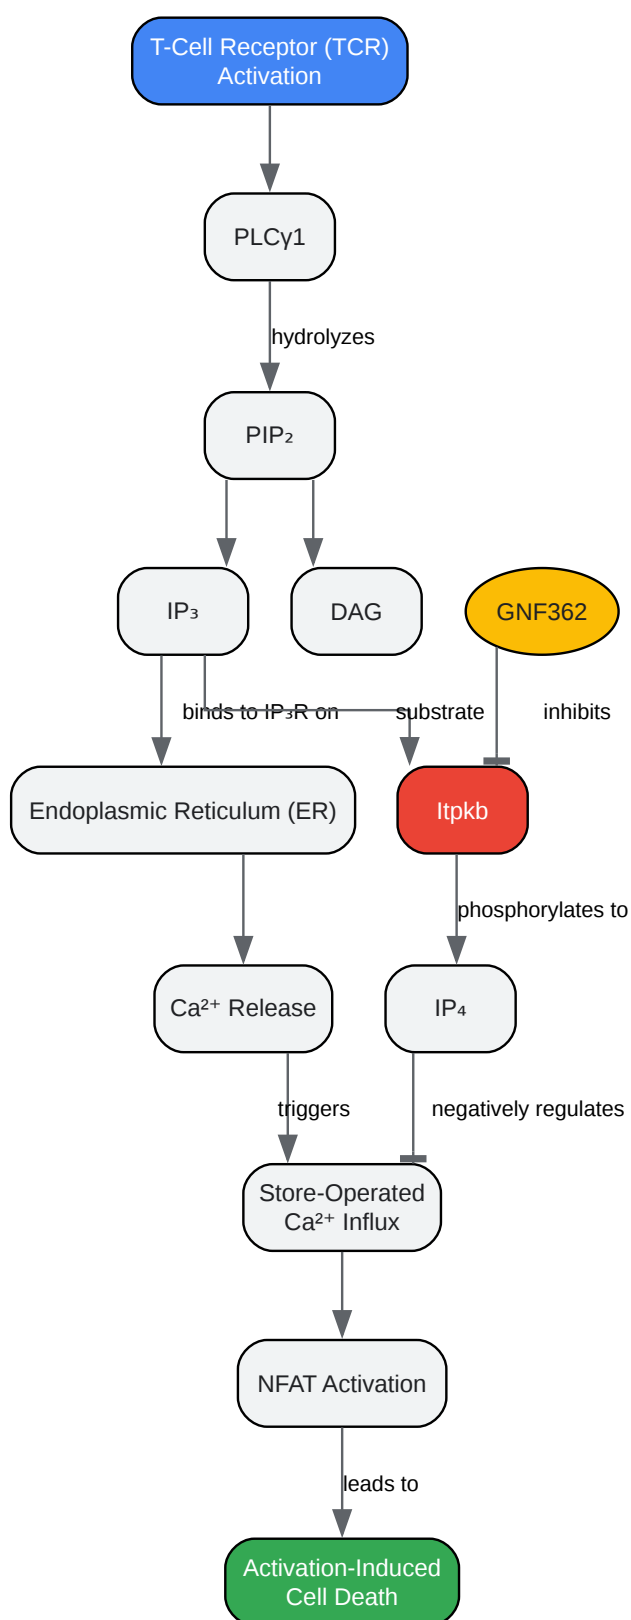 T-Cell Receptor (TCR)
Activation
PLCγ1
hydrolyzes
PIP₂
IP₃
DAG
GNF362
binds to IP₃R on
substrate
inhibits
Endoplasmic Reticulum (ER)
Itpkb
phosphorylates to
Ca²⁺ Release
IP₄
triggers
negatively regulates
Store-Operated
Ca²⁺ Influx
NFAT Activation
leads to
Activation-Induced
Cell Death